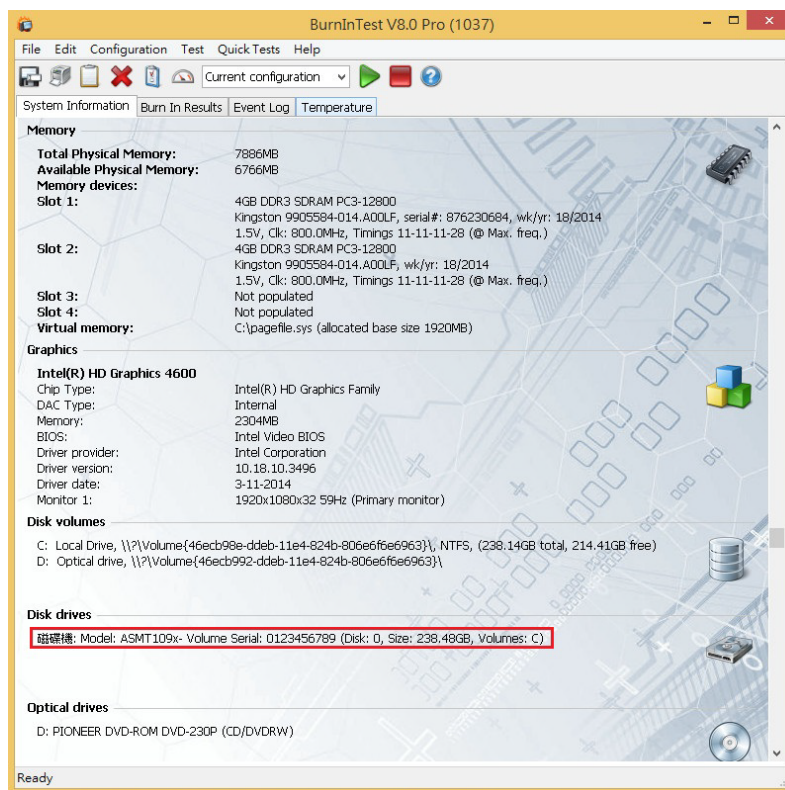 BurnInTest V8.0 Pro (1037)
File Edit Configuration Test Quick Tests Help
Current configuration
System Information Burn In Results Event Log Temperature
Memory
Total Physical Memory: 7886MB
Available Physical Memory: 6766MB
Memory devices:
Slot 1: 4GB DDR3 SDRAM PC3-12800
Kingston 9905584-014.A00LF, serial#: 876230684, wk/yr: 18/2014
1.5V, Clk: 800.0MHz, Timings 11-11-11-28 (@ Max. freq.)
Slot 2: 4GB DDR3 SDRAM PC3-12800
Kingston 9905584-014.A00LF, wk/yr: 18/2014
1.5V, Clk: 800.0MHz, Timings 11-11-11-28 (@ Max. freq.)
Slot 3: Not populated
Slot 4: Not populated
Virtual memory: C:\pagefile.sys (allocated base size 1920MB)
Graphics
Intel(R) HD Graphics 4600
Chip Type: Intel(R) HD Graphics Family
DAC Type: Internal
Memory: 2304MB
BIOS: Intel Video BIOS
Driver provider: Intel Corporation
Driver version: 10.18.10.3496
Driver date: 3-11-2014
Monitor 1: 1920x1080x32 59Hz (Primary monitor)
Disk volumes
C: Local Drive, \\?\Volume{46ecb98e-ddeb-11e4-824b-806e6f6e6963}\, NTFS, (238.14GB total, 214.41GB free)
D: Optical drive, \\?\Volume{46ecb992-ddeb-11e4-824b-806e6f6e6963}\
Disk drives
磁碟機: Model: ASMT109x- Volume Serial: 0123456789 (Disk: 0, Size: 238.48GB, Volumes: C)
Optical drives
D: PIONEER DVD-ROM DVD-230P (CD/DVDRW)
Ready